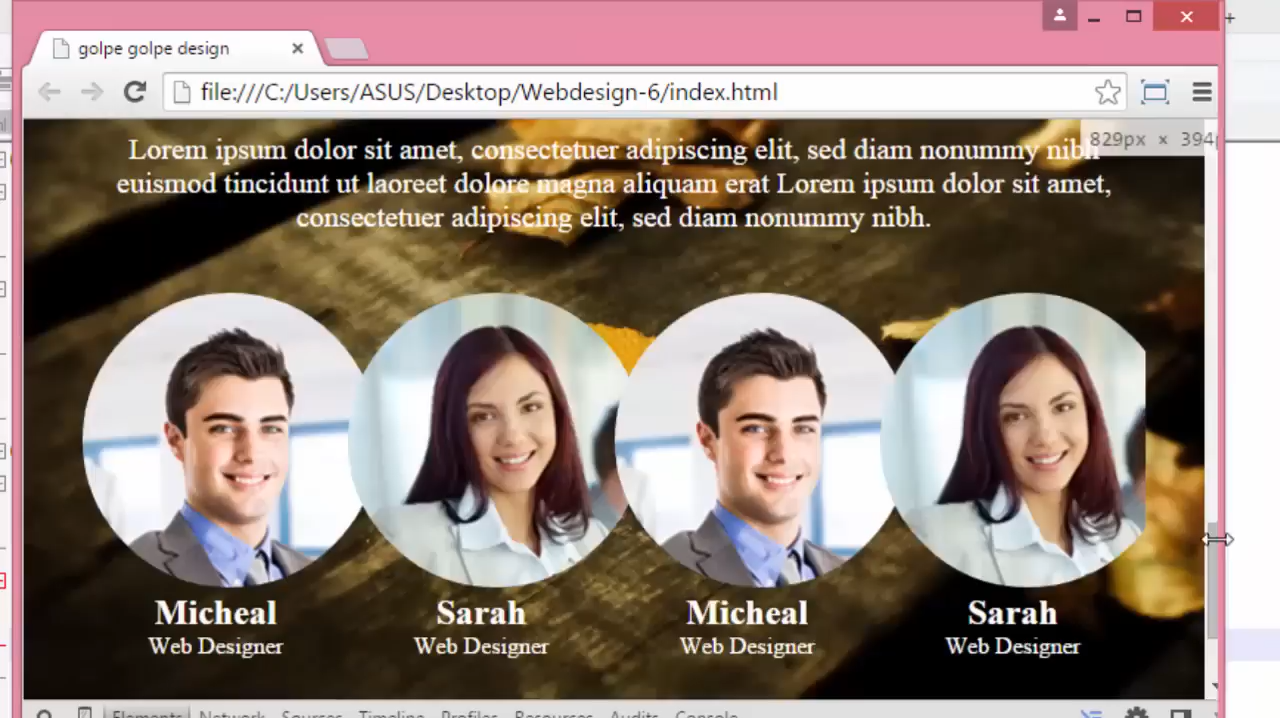 golpe golpe design
file:///C:/Users/ASUS/Desktop/Webdesign-6/index.html
829px × 394p
Lorem ipsum dolor sit amet, consectetuer adipiscing elit, sed diam nonummy nibh
euismod tincidunt ut laoreet dolore magna aliquam erat Lorem ipsum dolor sit amet,
consectetuer adipiscing elit, sed diam nonummy nibh.
Micheal Sarah Micheal Sarah
Web Designer Web Designer Web Designer Web Designer
Elements Network Sources Timeline Profiles Resources Audits Console